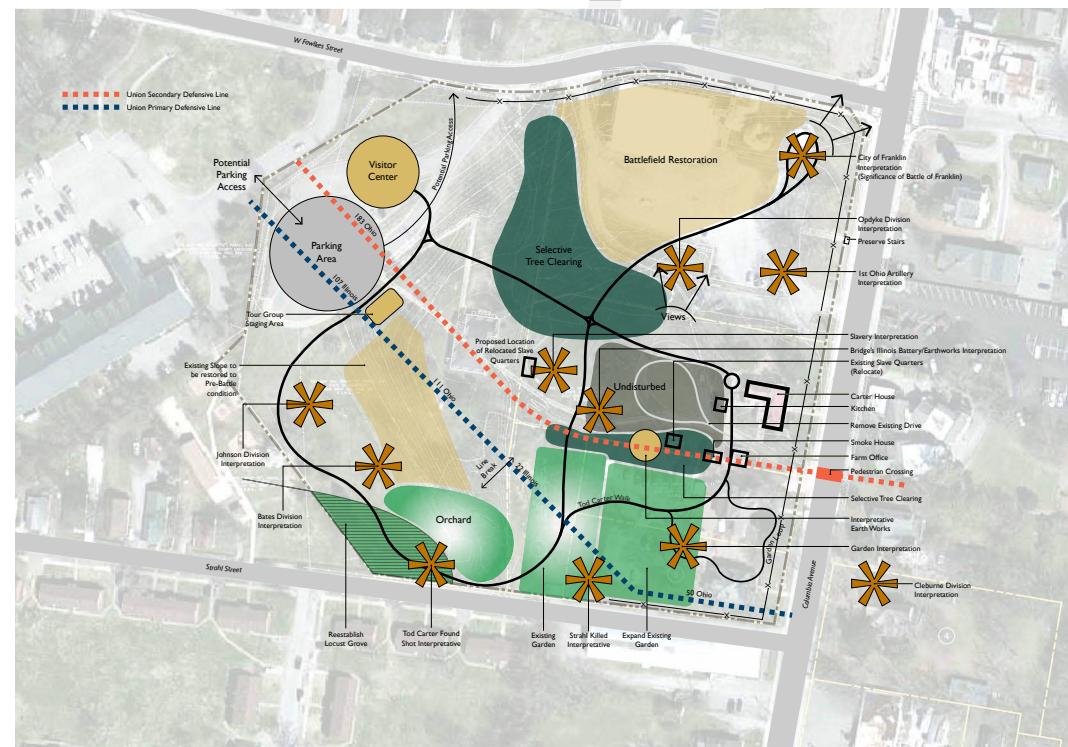 W Fowlkes Street
Union Secondary Defensive Line
Union Primary Defensive Line
Potential
Parking
Access
Visitor
Center
Potential Parking Access
Battlefield Restoration
City of Franklin
Interpretation
(Significance of Battle of Franklin)
183 Ohio
Parking
Area
Selective
Tree Clearing
Opdyke Division
Interpretation
Preserve Stairs
1st Ohio Artillery
Interpretation
107 Illinois
Tour Group
Staging Area
Views
Proposed Location
of Relocated Slave
Quarters
Slavery Interpretation
Bridge's Illinois Battery/Earthworks Interpretation
Existing Slave Quarters
(Relocate)
Existing Slope to
be restored to
Pre-Battle
condition
111 Ohio
Undisturbed
Carter House
Kitchen
Remove Existing Drive
Smoke House
Farm Office
Pedestrian Crossing
Johnson Division
Interpretation
Line
Break
22 Illinois
Tod Carter Walk
Selective Tree Clearing
Bates Division
Interpretation
Orchard
Interpretative
Earth Works
Garden Loop
Garden Interpretation
Strahl Street
50 Ohio
Columbia Avenue
Cleburne Division
Interpretation
Reestablish
Locust Grove
Tod Carter Found
Shot Interpretative
Existing
Garden
Strahl Killed
Interpretative
Expand Existing
Garden
4